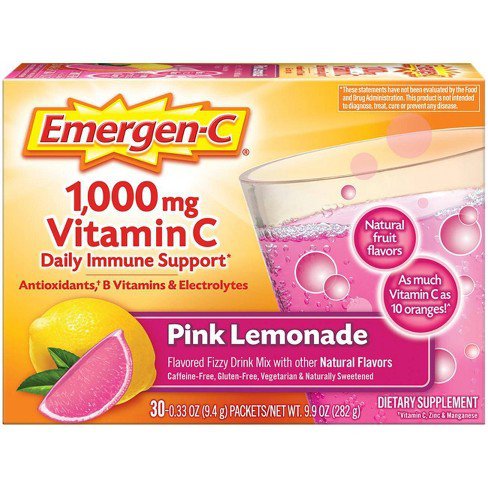 *These statements have not been evaluated by the Food
and Drug Administration. This product is not intended
to diagnose, treat, cure or prevent any disease.
Emergen-C®
1,000 mg
Vitamin C
Daily Immune Support*
Antioxidants,† B Vitamins & Electrolytes
Natural
fruit
flavors
As much
Vitamin C as
10 oranges!^
Pink Lemonade
Flavored Fizzy Drink Mix with other Natural Flavors
Caffeine-Free, Gluten-Free, Vegetarian & Naturally Sweetened
30-0.33 OZ (9.4 g) PACKETS/NET WT. 9.9 OZ (282 g)
DIETARY SUPPLEMENT
†Vitamin C, Zinc & Manganese